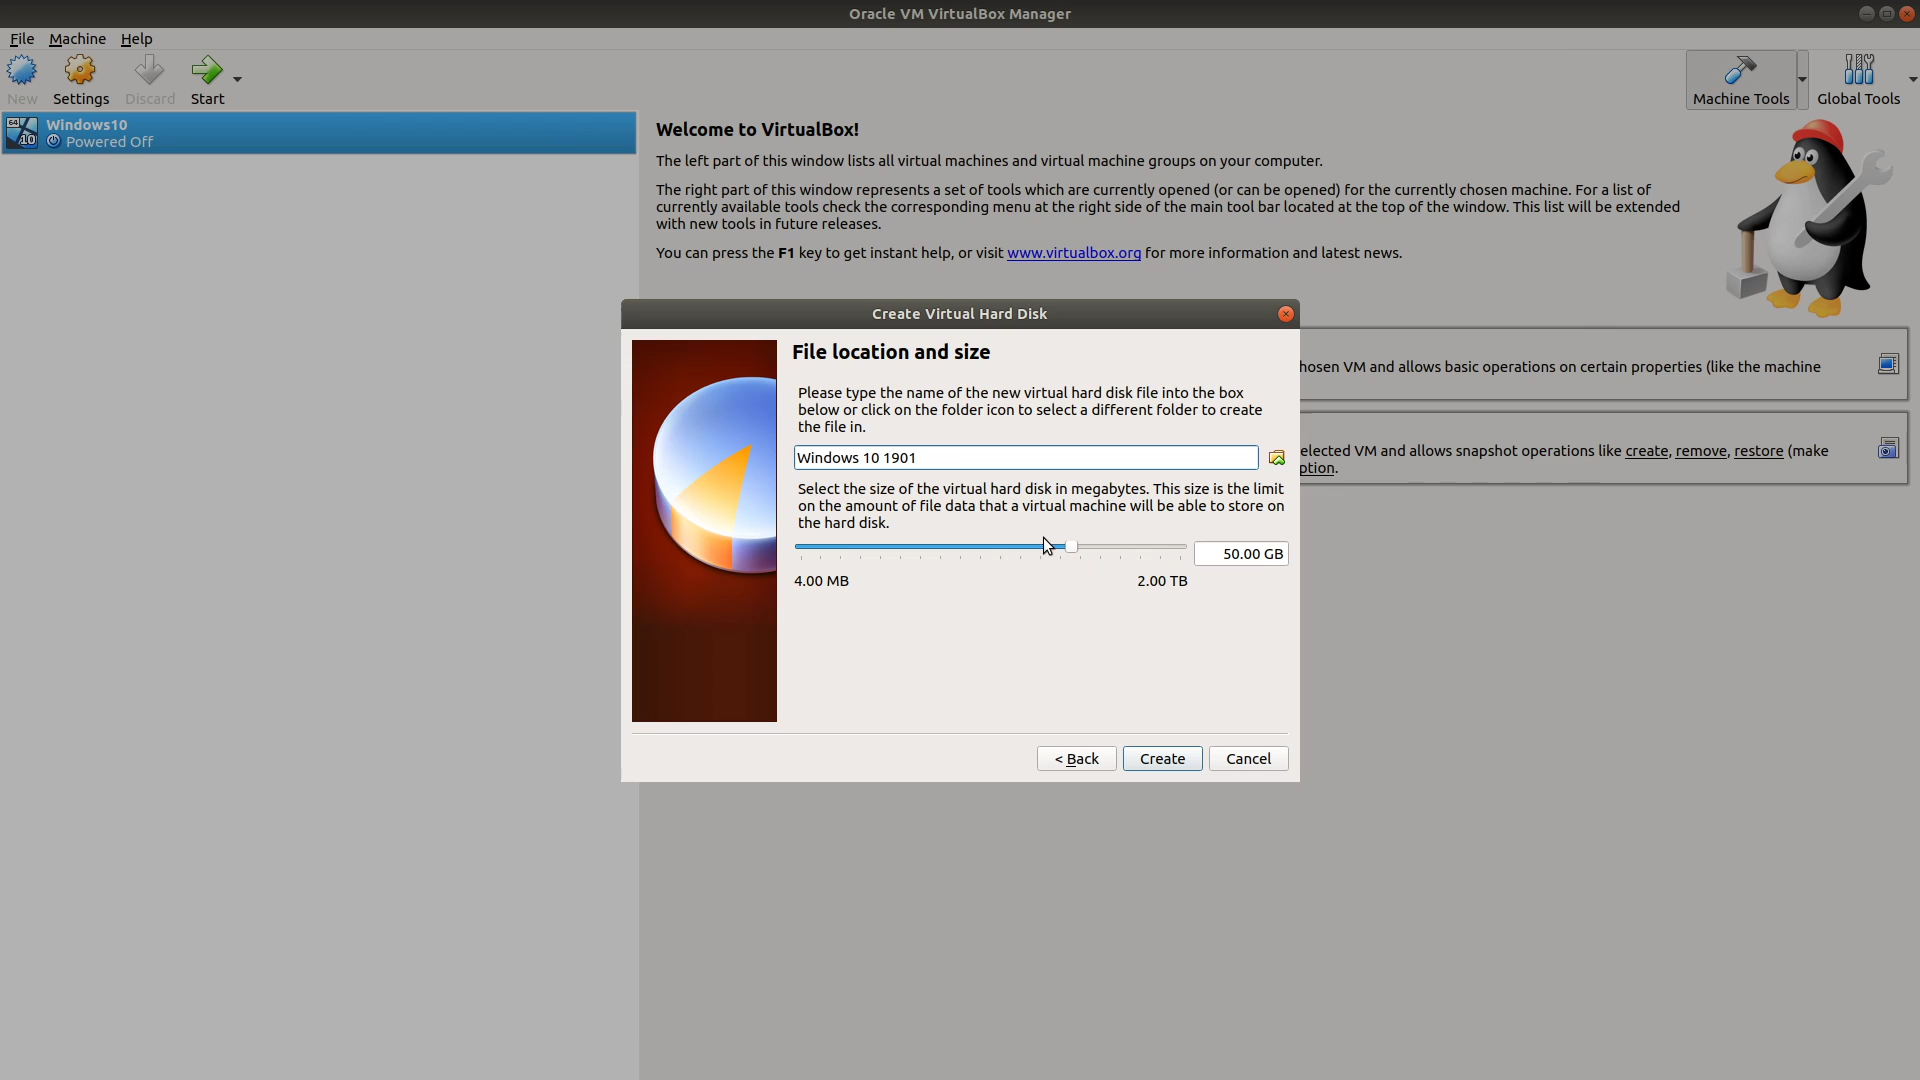 Oracle VM VirtualBox Manager
File Machine Help
New Settings Discard Start
Machine Tools Global Tools
64
10
Windows10
Powered Off
Welcome to VirtualBox!
The left part of this window lists all virtual machines and virtual machine groups on your computer.
The right part of this window represents a set of tools which are currently opened (or can be opened) for the currently chosen machine. For a list of
currently available tools check the corresponding menu at the right side of the main tool bar located at the top of the window. This list will be extended
with new tools in future releases.
You can press the F1 key to get instant help, or visit www.virtualbox.org for more information and latest news.
hosen VM and allows basic operations on certain properties (like the machine
elected VM and allows snapshot operations like create, remove, restore (make
ption.
Create Virtual Hard Disk
File location and size
Please type the name of the new virtual hard disk file into the box
below or click on the folder icon to select a different folder to create
the file in.
Windows 10 1901
Select the size of the virtual hard disk in megabytes. This size is the limit
on the amount of file data that a virtual machine will be able to store on
the hard disk.
50.00 GB
4.00 MB 2.00 TB
< Back Create Cancel